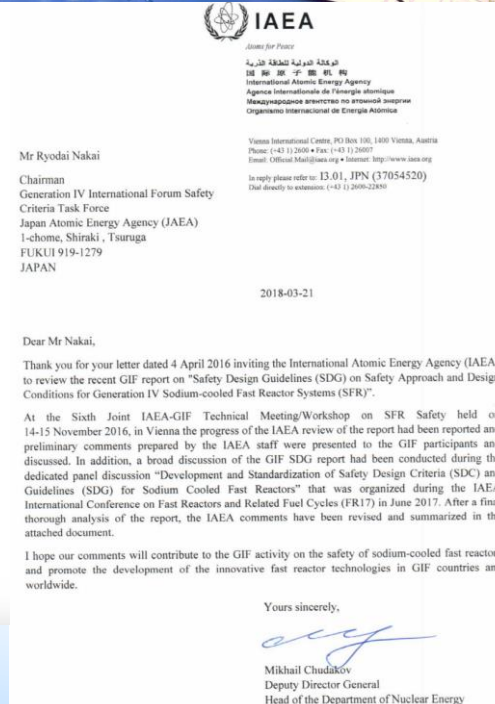 IAEA
Atoms for Peace
الوكالة الدولية للطاقة الذرية
国 际 原 子 能 机 构
International Atomic Energy Agency
Agence internationale de l'énergie atomique
Международное агентство по атомной энергии
Organismo Internacional de Energía Atómica
Vienna International Centre, PO Box 100, 1400 Vienna, Austria
Phone: (+43 1) 2600 • Fax: (+43 1) 26007
Email: Official.Mail@iaea.org • Internet: http://www.iaea.org
In reply please refer to: I3.01, JPN (37054520)
Dial directly to extension: (+43 1) 2600-22850
Mr Ryodai Nakai
Chairman
Generation IV International Forum Safety
Criteria Task Force
Japan Atomic Energy Agency (JAEA)
1-chome, Shiraki , Tsuruga
FUKUI 919-1279
JAPAN
2018-03-21
Dear Mr Nakai,
Thank you for your letter dated 4 April 2016 inviting the International Atomic Energy Agency (IAEA
to review the recent GIF report on "Safety Design Guidelines (SDG) on Safety Approach and Design
Conditions for Generation IV Sodium-cooled Fast Reactor Systems (SFR)".
At the Sixth Joint IAEA-GIF Technical Meeting/Workshop on SFR Safety held o
14-15 November 2016, in Vienna the progress of the IAEA review of the report had been reported an
preliminary comments prepared by the IAEA staff were presented to the GIF participants an
discussed. In addition, a broad discussion of the GIF SDG report had been conducted during th
dedicated panel discussion "Development and Standardization of Safety Design Criteria (SDC) an
Guidelines (SDG) for Sodium Cooled Fast Reactors" that was organized during the IAEA
International Conference on Fast Reactors and Related Fuel Cycles (FR17) in June 2017. After a fina
thorough analysis of the report, the IAEA comments have been revised and summarized in th
attached document.
I hope our comments will contribute to the GIF activity on the safety of sodium-cooled fast reactor
and promote the development of the innovative fast reactor technologies in GIF countries an
worldwide.
Yours sincerely,
Mikhail Chudakov
Deputy Director General
Head of the Department of Nuclear Energy